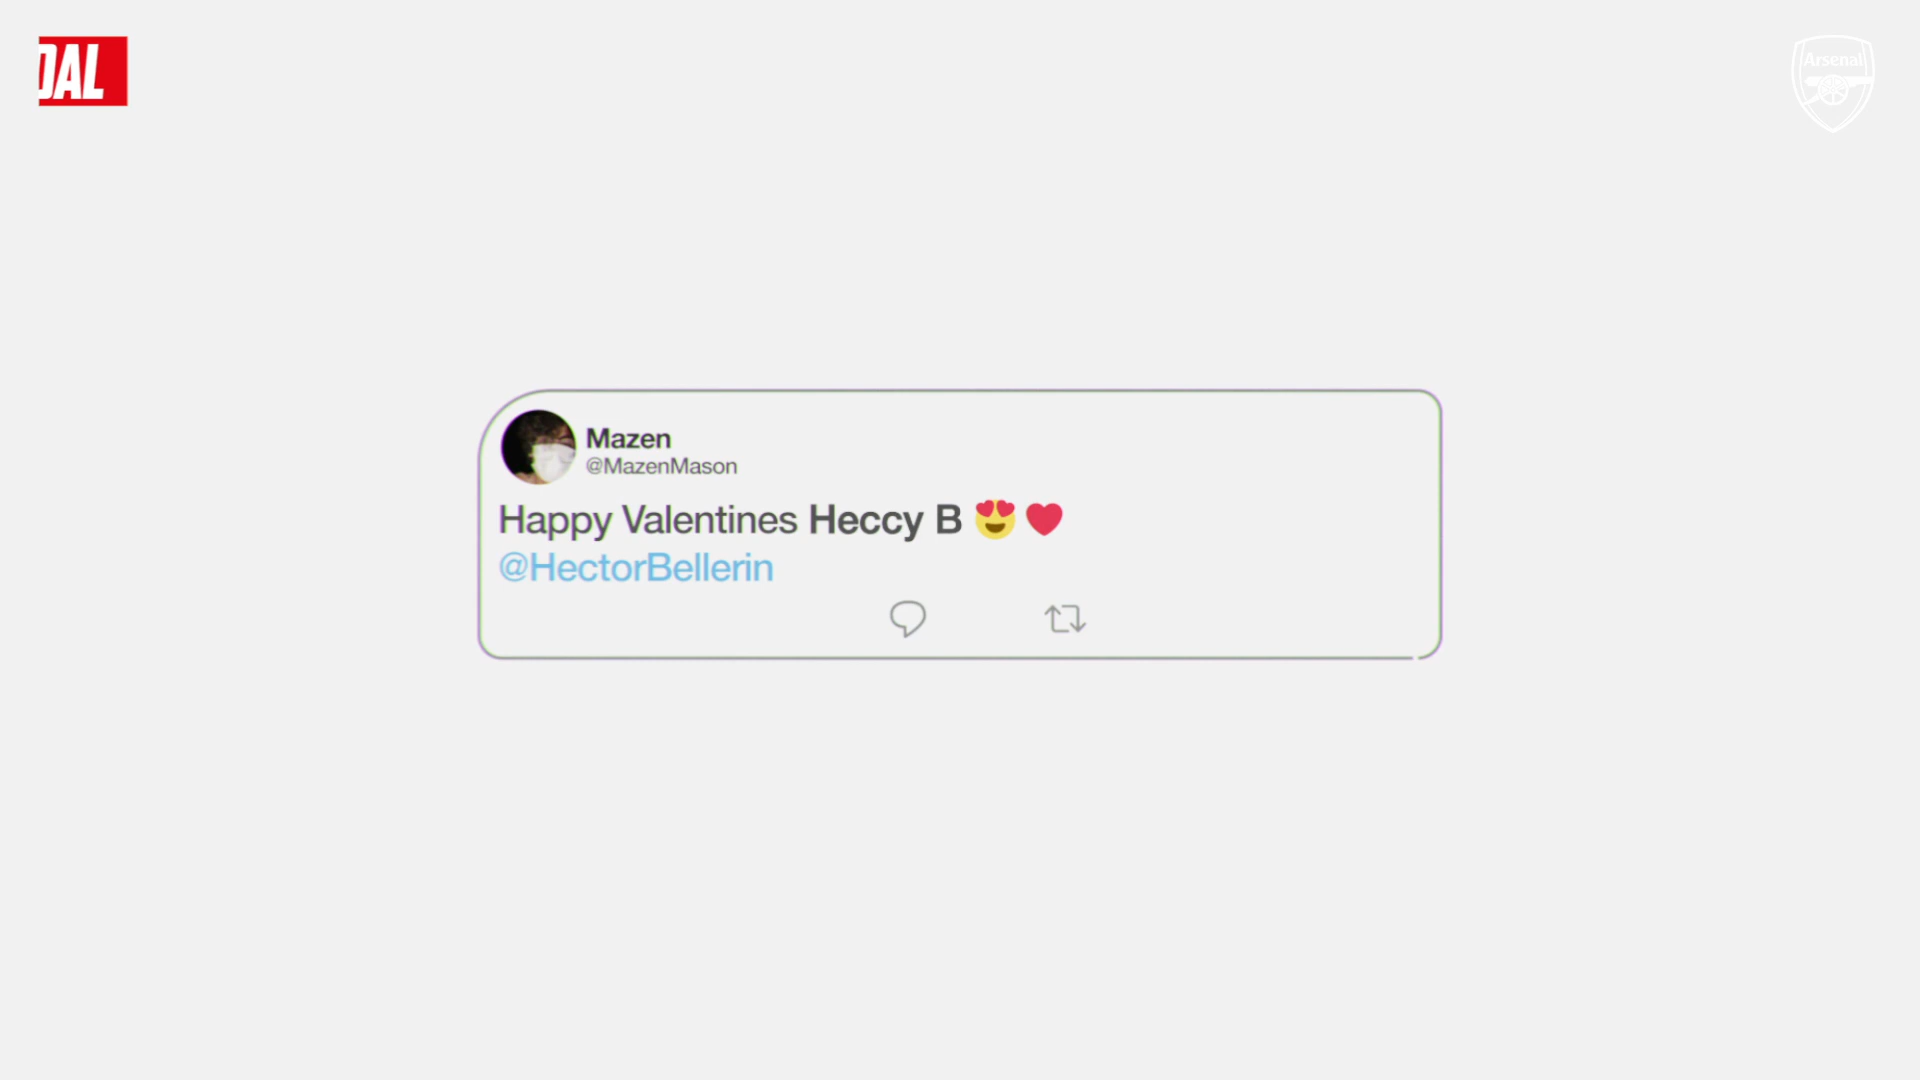 DAL
Arsenal
Mazen
@MazenMason
Happy Valentines Heccy B 😍❤️
@HectorBellerin